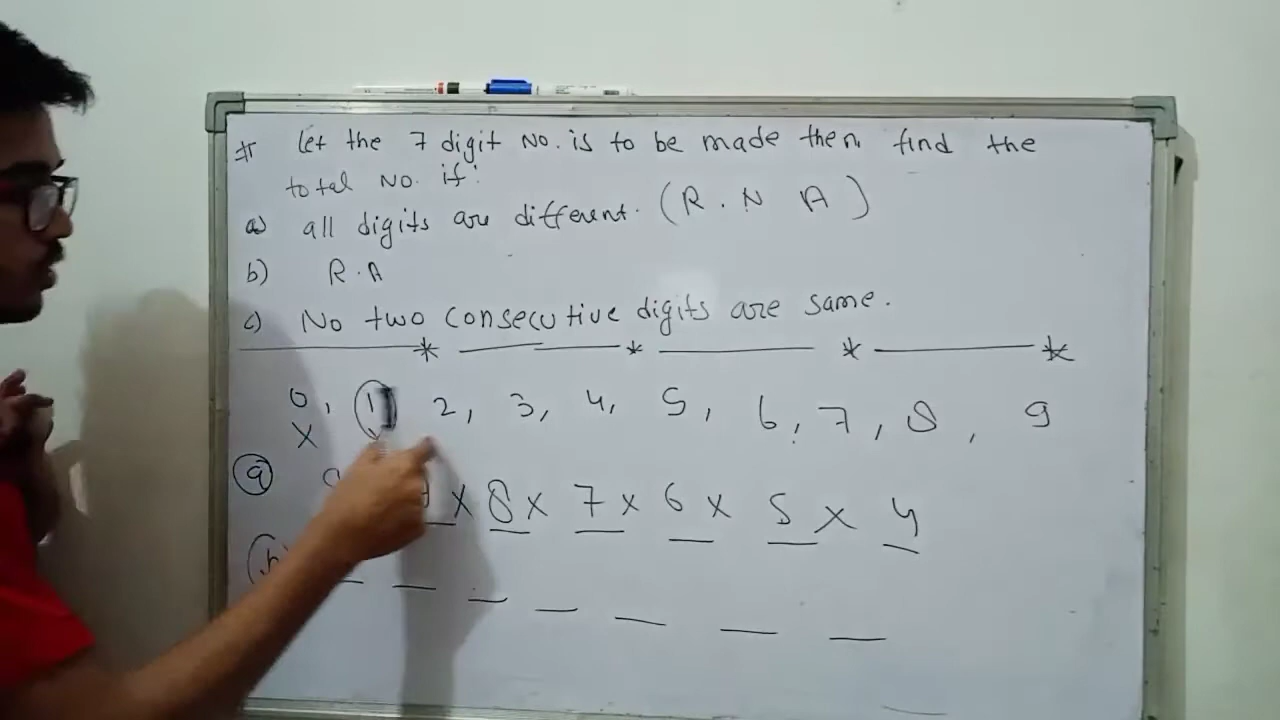 # Let the 7 digit No. is to be made then find the
total No. if:
a) all digits are different. (R. N A)
b) R.A
c) No two consecutive digits are same.
0, 1 2, 3, 4, 5, 6, 7, 8, 9
X
(a) x 8 x 7 x 6 x 5 x 4